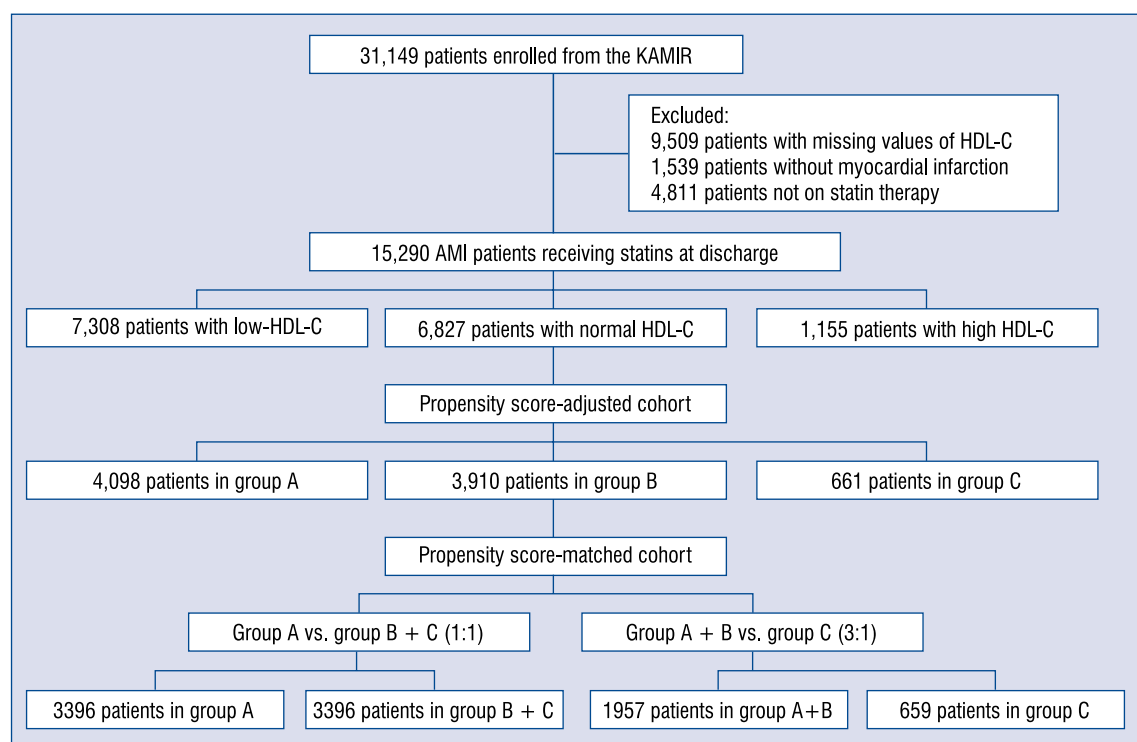 31,149 patients enrolled from the KAMIR
Excluded:
9,509 patients with missing values of HDL-C
1,539 patients without myocardial infarction
4,811 patients not on statin therapy
15,290 AMI patients receiving statins at discharge
7,308 patients with low-HDL-C
6,827 patients with normal HDL-C
1,155 patients with high HDL-C
Propensity score-adjusted cohort
4,098 patients in group A
3,910 patients in group B
661 patients in group C
Propensity score-matched cohort
Group A vs. group B + C (1:1)
Group A + B vs. group C (3:1)
3396 patients in group A
3396 patients in group B + C
1957 patients in group A+B
659 patients in group C